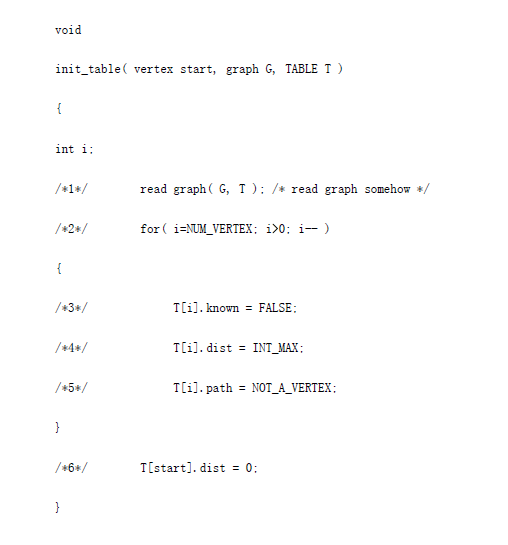 void
init_table( vertex start, graph G, TABLE T )
{
int i;
/*1*/ read graph( G, T ); /* read graph somehow */
/*2*/ for( i=NUM_VERTEX; i>0; i-- )
{
/*3*/ T[i].known = FALSE;
/*4*/ T[i].dist = INT_MAX;
/*5*/ T[i].path = NOT_A_VERTEX;
}
/*6*/ T[start].dist = 0;
}